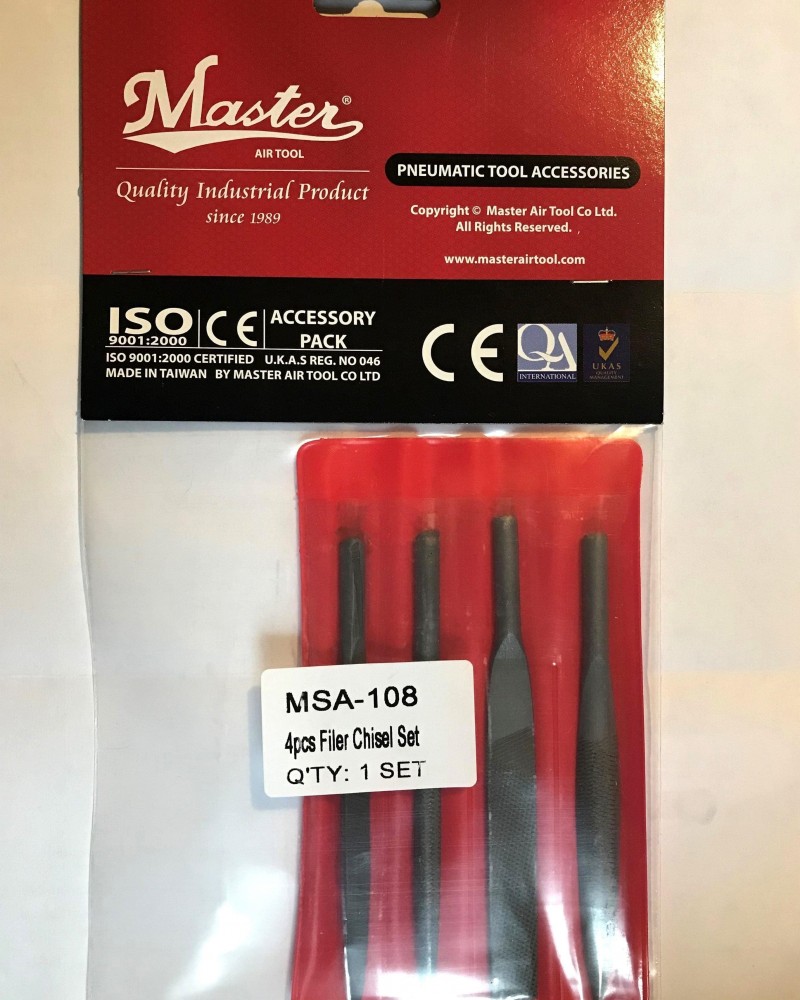 Master®
AIR TOOL
Quality Industrial Product
since 1989
PNEUMATIC TOOL ACCESSORIES
Copyright © Master Air Tool Co Ltd.
All Rights Reserved.
www.masterairtool.com
ISO
9001:2000
CE
ACCESSORY
PACK
ISO 9001:2000 CERTIFIED U.K.A.S REG. NO 046
MADE IN TAIWAN BY MASTER AIR TOOL CO LTD
CE
QA
INTERNATIONAL
UKAS
QUALITY
MANAGEMENT
MSA-108
4pcs Filer Chisel Set
Q'TY: 1 SET